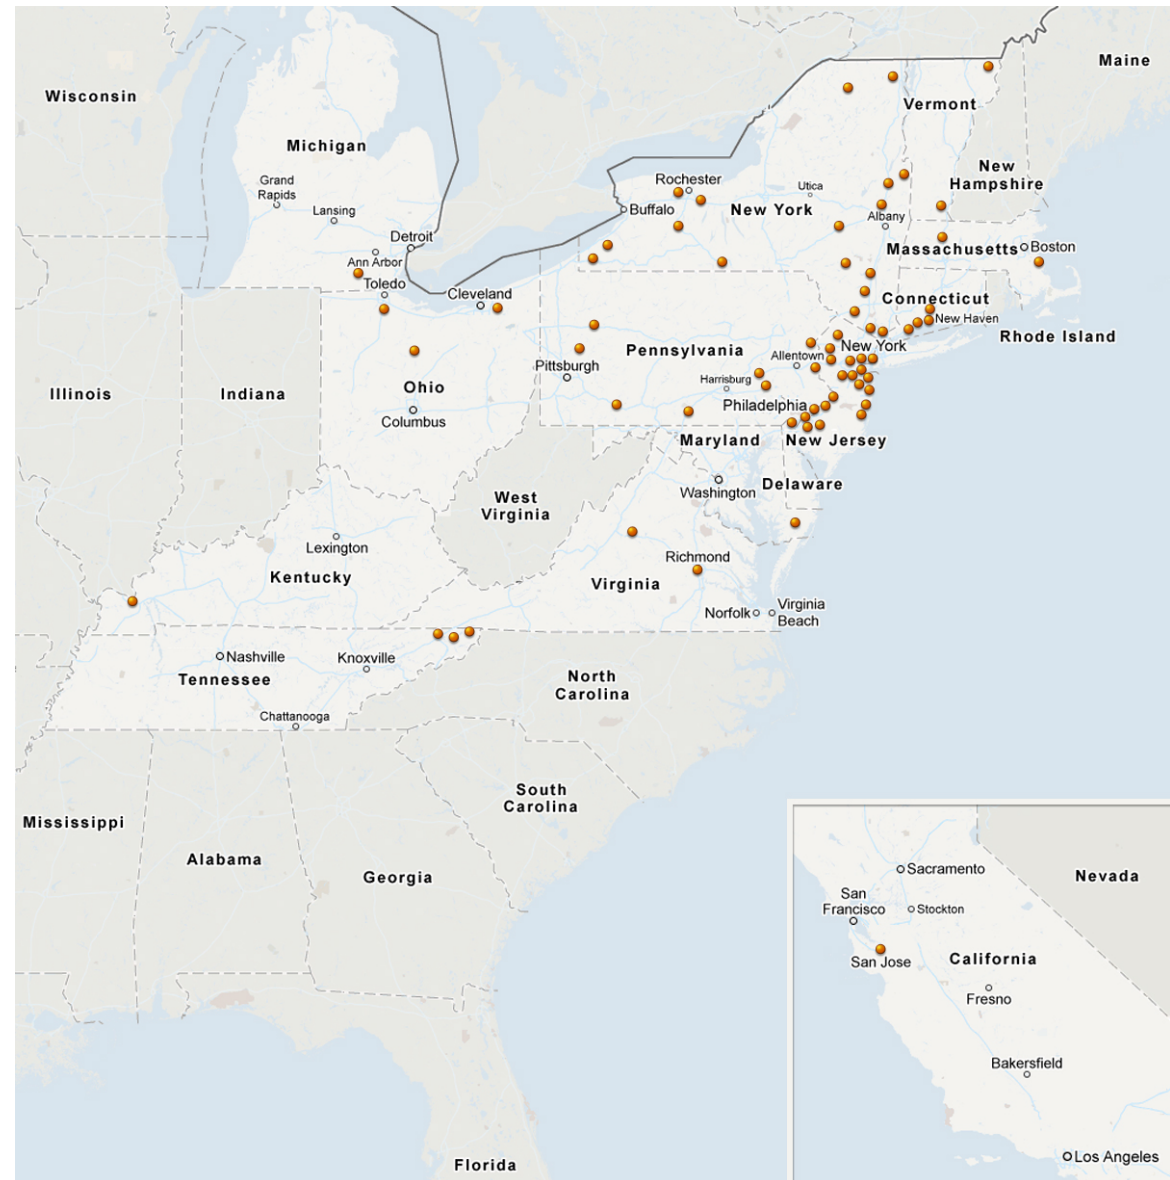 Maine
Wisconsin
Vermont
Michigan
New
Hampshire
Grand
Rapids
Rochester
Utica
Lansing
Buffalo
New York
Albany
Detroit
Massachusetts
Boston
Ann Arbor
Toledo
Cleveland
Connecticut
New Haven
Rhode Island
New York
Pennsylvania
Allentown
Pittsburgh
Harrisburg
Illinois
Indiana
Ohio
Philadelphia
Columbus
Maryland
New Jersey
Delaware
Washington
West
Virginia
Lexington
Richmond
Kentucky
Virginia
Norfolk
Virginia
Beach
Nashville
Knoxville
Tennessee
North
Carolina
Chattanooga
South
Carolina
Mississippi
Alabama
Georgia
Sacramento
Nevada
San
Francisco
Stockton
San Jose
California
Fresno
Bakersfield
Los Angeles
Florida